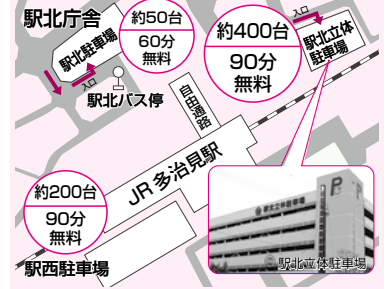 駅北庁舎
約50台
60分
無料
駅北駐車場
入口
駅北バス停
自由通路
約400台
90分
無料
入口
駅北立体
駐車場
JR多治見駅
約200台
90分
無料
駅西駐車場
P
駅北立体駐車場
駅北立体駐車場